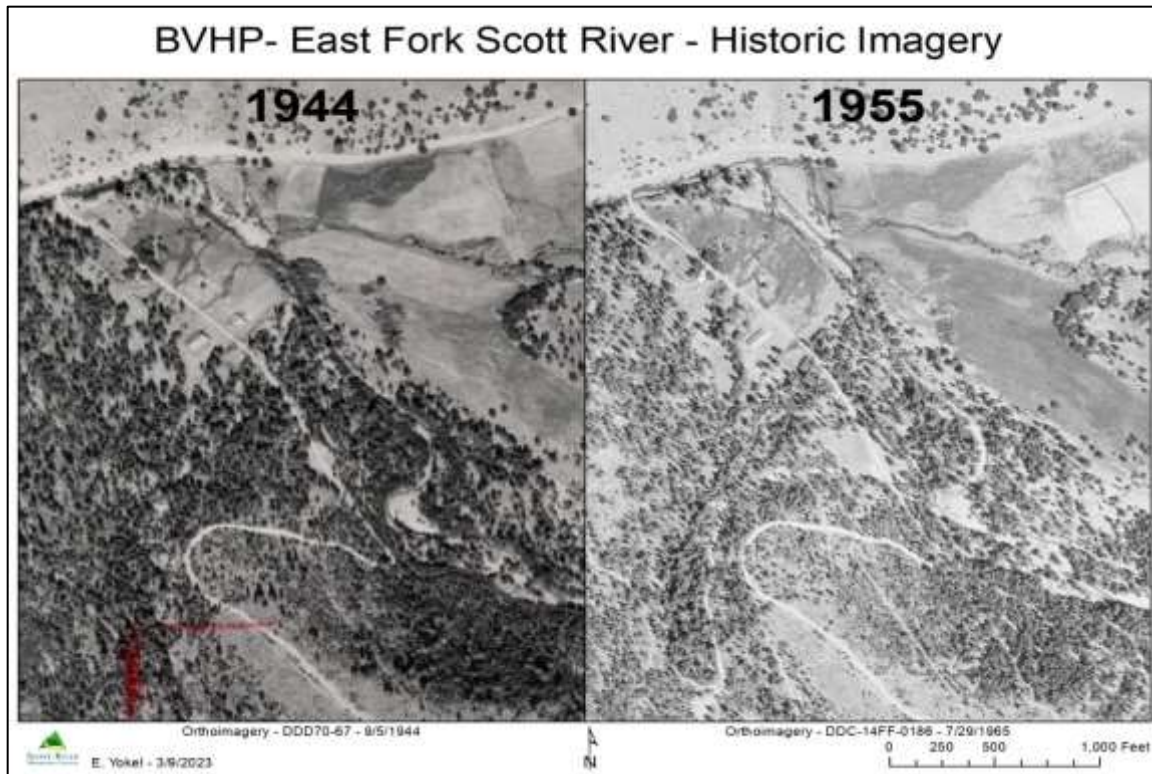 BVHP- East Fork Scott River - Historic Imagery
1944
1955
Orthoimagery - DDD70-67 - 8/5/1944
Orthoimagery - DDC-14FF-0186 - 7/29/1965
N
0 250 500 1,000 Feet
E. Yokel - 3/9/2023